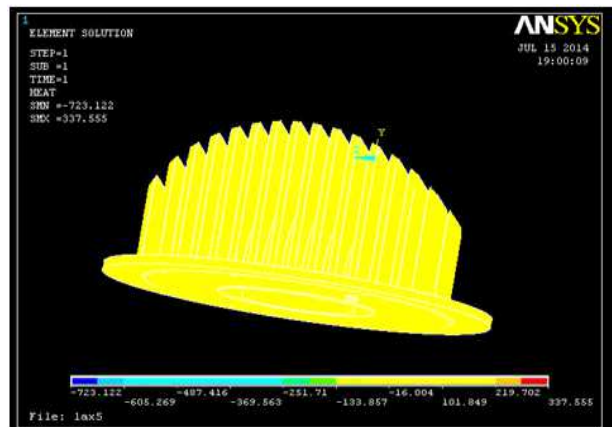 1
ANSYS
ELEMENT SOLUTION
JUL 15 2014
19:00:09
STEP=1
SUB =1
TIME=1
HEAT
SMN =-723.122
SMX =337.555
Y
-723.122 -487.416 -251.71 -16.004 219.702
-605.269 -369.563 -133.857 101.849 337.555
File: lax5